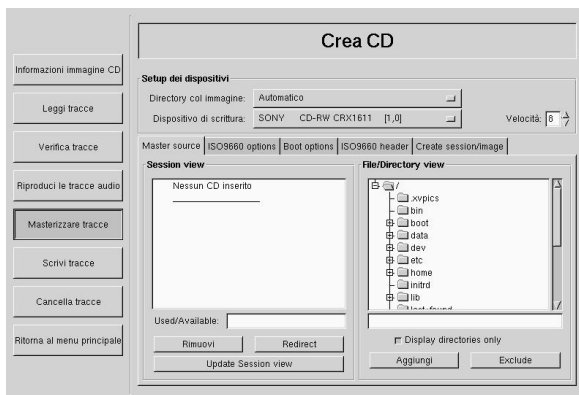 Crea CD
Informazioni immagine CD
Leggi tracce
Verifica tracce
Riproduci le tracce audio
Masterizzare tracce
Scrivi tracce
Cancella tracce
Ritorna al menu principale
Setup dei dispositivi
Directory col immagine: Automatico
Dispositivo di scrittura: SONY CD-RW CRX1611 [1,0] Velocità: 8
Master source ISO9660 options Boot options ISO9660 header Create session/image
Session view
Nessun CD inserito
Used/Available:
Rimuovi Redirect
Update Session view
File/Directory view
/
.xvpics
bin
boot
data
dev
etc
home
initrd
lib
Display directories only
Aggiungi Exclude